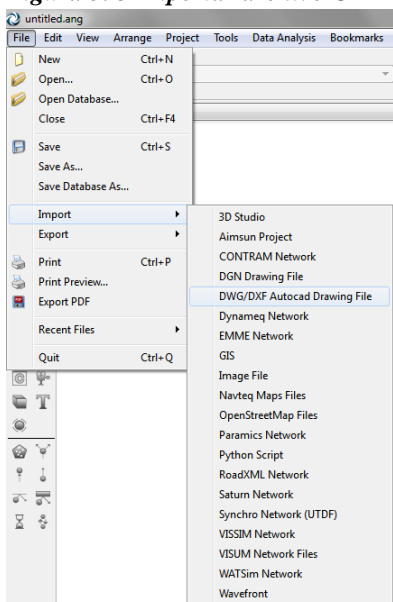 untitled.ang
File Edit View Arrange Project Tools Data Analysis Bookmarks
New Ctrl+N
Open... Ctrl+O
Open Database...
Close Ctrl+F4
Save Ctrl+S
Save As...
Save Database As...
Import
Export
Print Ctrl+P
Print Preview...
Export PDF
Recent Files
Quit Ctrl+Q
3D Studio
Aimsun Project
CONTRAM Network
DGN Drawing File
DWG/DXF Autocad Drawing File
Dynameq Network
EMME Network
GIS
Image File
Navteq Maps Files
OpenStreetMap Files
Paramics Network
Python Script
RoadXML Network
Saturn Network
Synchro Network (UTDF)
VISSIM Network
VISUM Network Files
WATSim Network
Wavefront
T